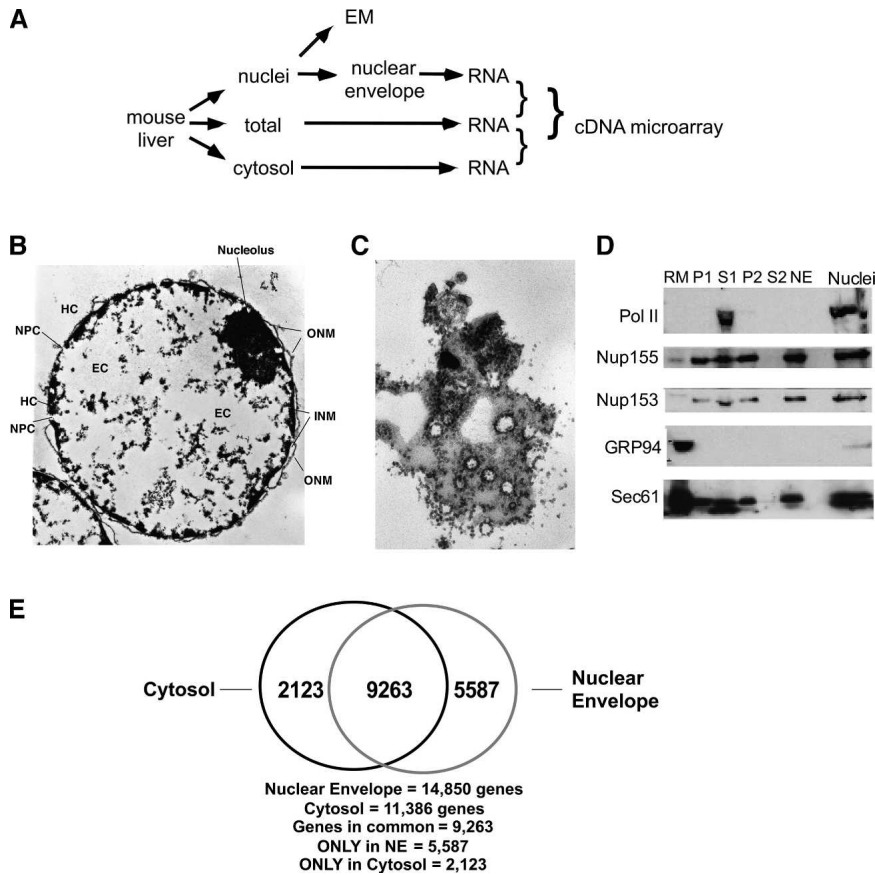 A
EM
nuclei
nuclear
envelope
RNA
mouse
liver
total
RNA
cDNA microarray
cytosol
RNA
B
Nucleolus
HC
NPC
ONM
EC
HC
EC
INM
NPC
ONM
C
D
RM P1 S1 P2 S2 NE Nuclei
Pol II
Nup155
Nup153
GRP94
Sec61
E
Cytosol
2123
9263
5587
Nuclear
Envelope
Nuclear Envelope = 14,850 genes
Cytosol = 11,386 genes
Genes in common = 9,263
ONLY in NE = 5,587
ONLY in Cytosol = 2,123